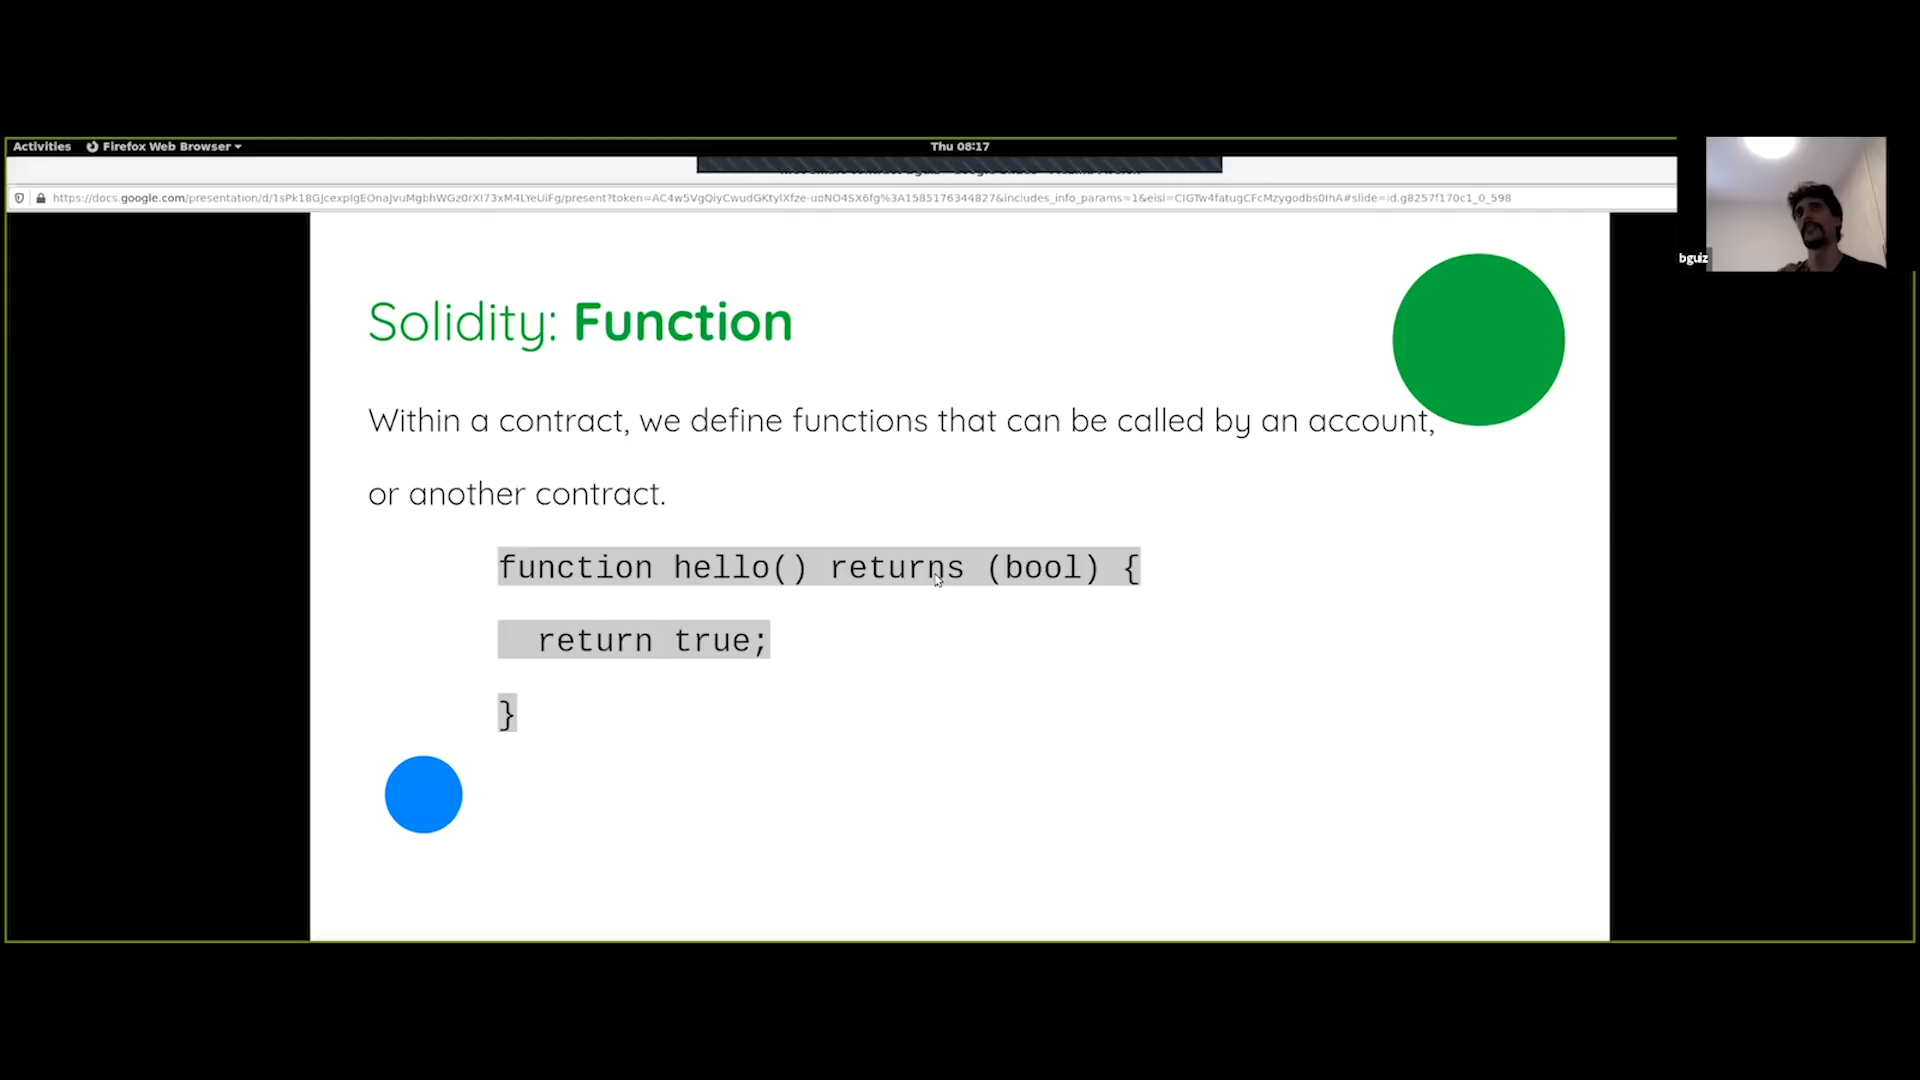 Activities Firefox Web Browser Thu 08:17
Solidity: Function
Within a contract, we define functions that can be called by an account,
or another contract.
function hello() returns (bool) {
return true;
}
bguiz